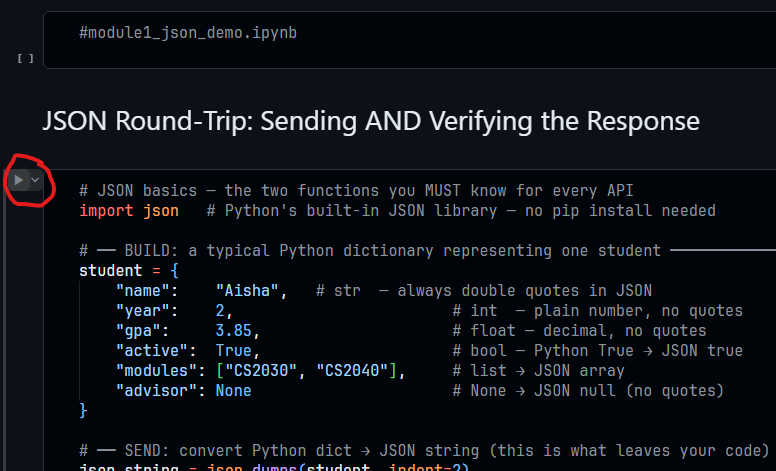 #module1_json_demo.ipynb
[ ]
JSON Round-Trip: Sending AND Verifying the Response
# JSON basics — the two functions you MUST know for every API
import json   # Python's built-in JSON library — no pip install needed
# —— BUILD: a typical Python dictionary representing one student ——————
student = {
    "name":    "Aisha",   # str  — always double quotes in JSON
    "year":    2,                       # int  — plain number, no quotes
    "gpa":     3.85,                    # float — decimal, no quotes
    "active":  True,                    # bool — Python True → JSON true
    "modules": ["CS2030", "CS2040"],    # list → JSON array
    "advisor": None                     # None → JSON null (no quotes)
}
# —— SEND: convert Python dict → JSON string (this is what leaves your code)
json_string = json.dumps(student, indent=2)